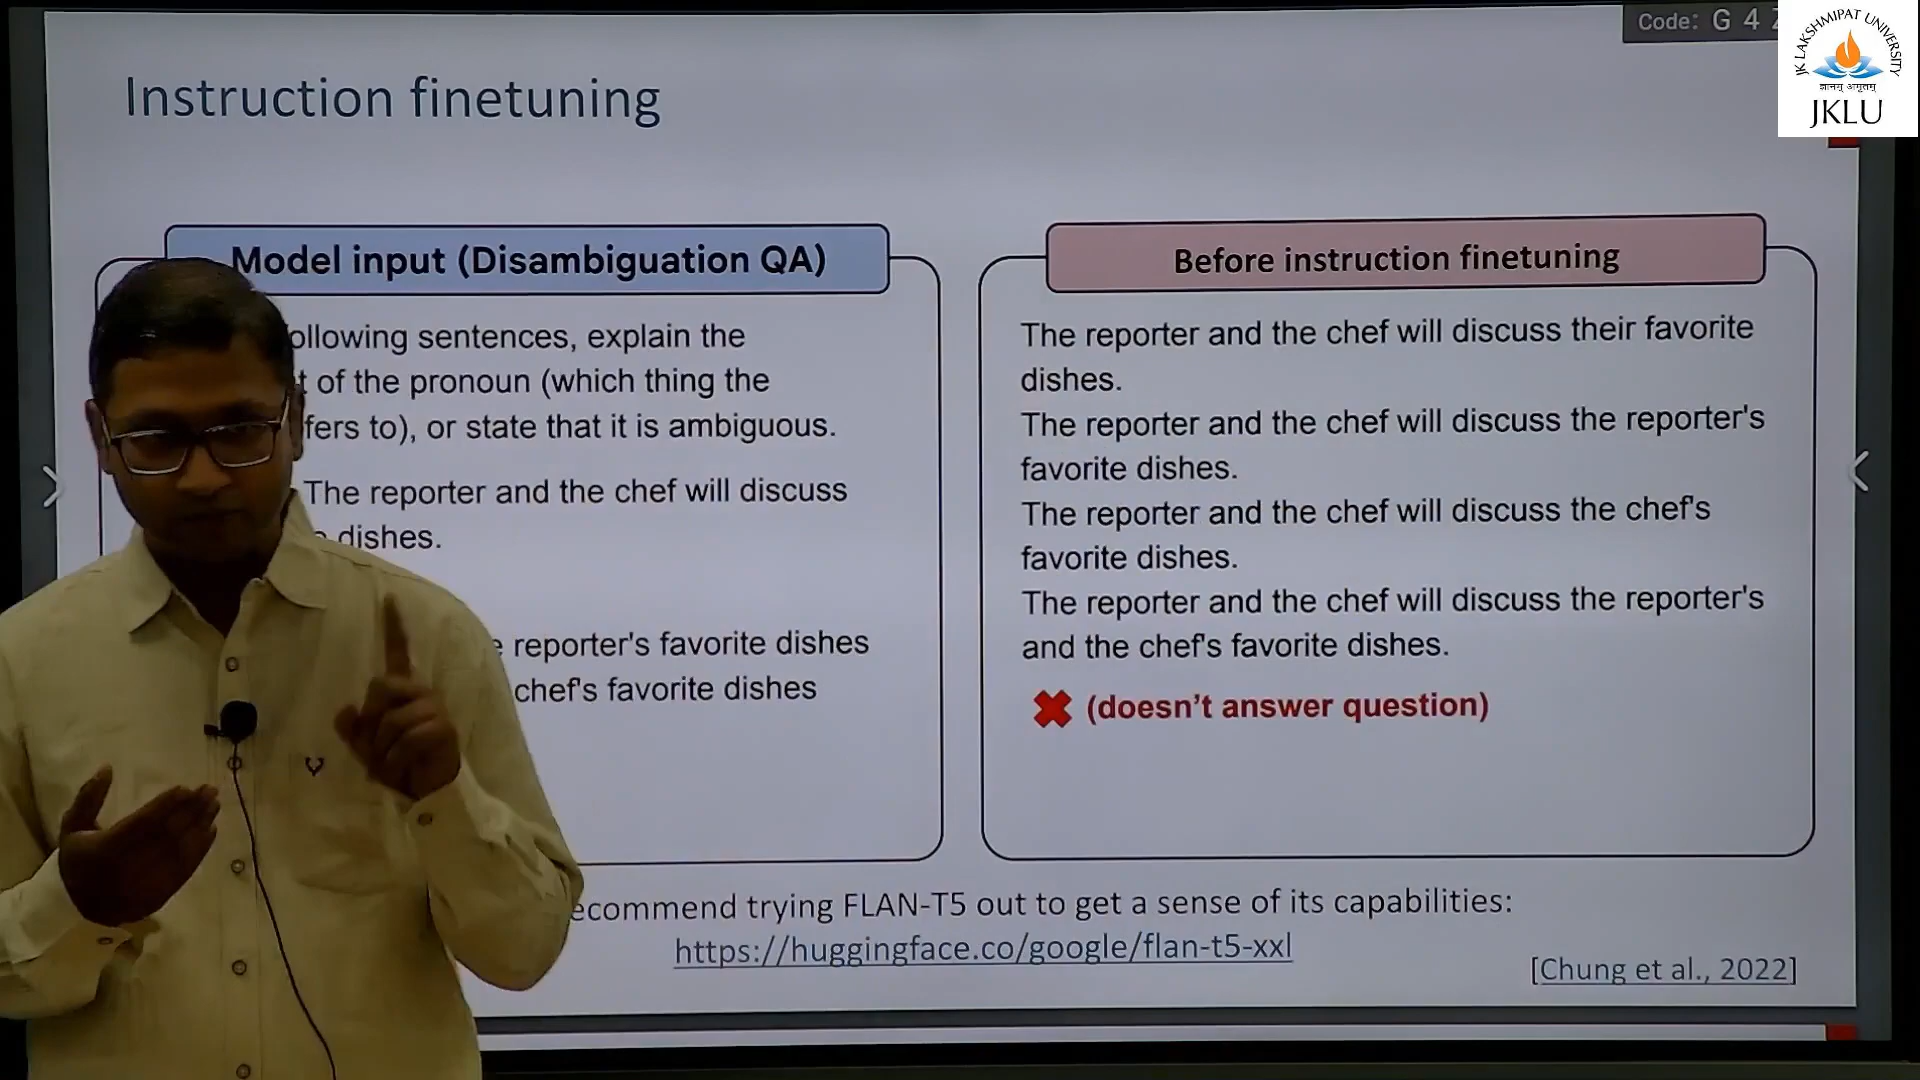 Code: G 4
JK LAKSHMIPAT UNIVERSITY
ज्ञानम् अमृतम्
JKLU
Instruction finetuning
Model input (Disambiguation QA)
ollowing sentences, explain the
t of the pronoun (which thing the
fers to), or state that it is ambiguous.
The reporter and the chef will discuss
dishes.
reporter's favorite dishes
chef's favorite dishes
Before instruction finetuning
The reporter and the chef will discuss their favorite
dishes.
The reporter and the chef will discuss the reporter's
favorite dishes.
The reporter and the chef will discuss the chef's
favorite dishes.
The reporter and the chef will discuss the reporter's
and the chef's favorite dishes.
✖ (doesn't answer question)
ecommend trying FLAN-T5 out to get a sense of its capabilities:
https://huggingface.co/google/flan-t5-xxl
[Chung et al., 2022]